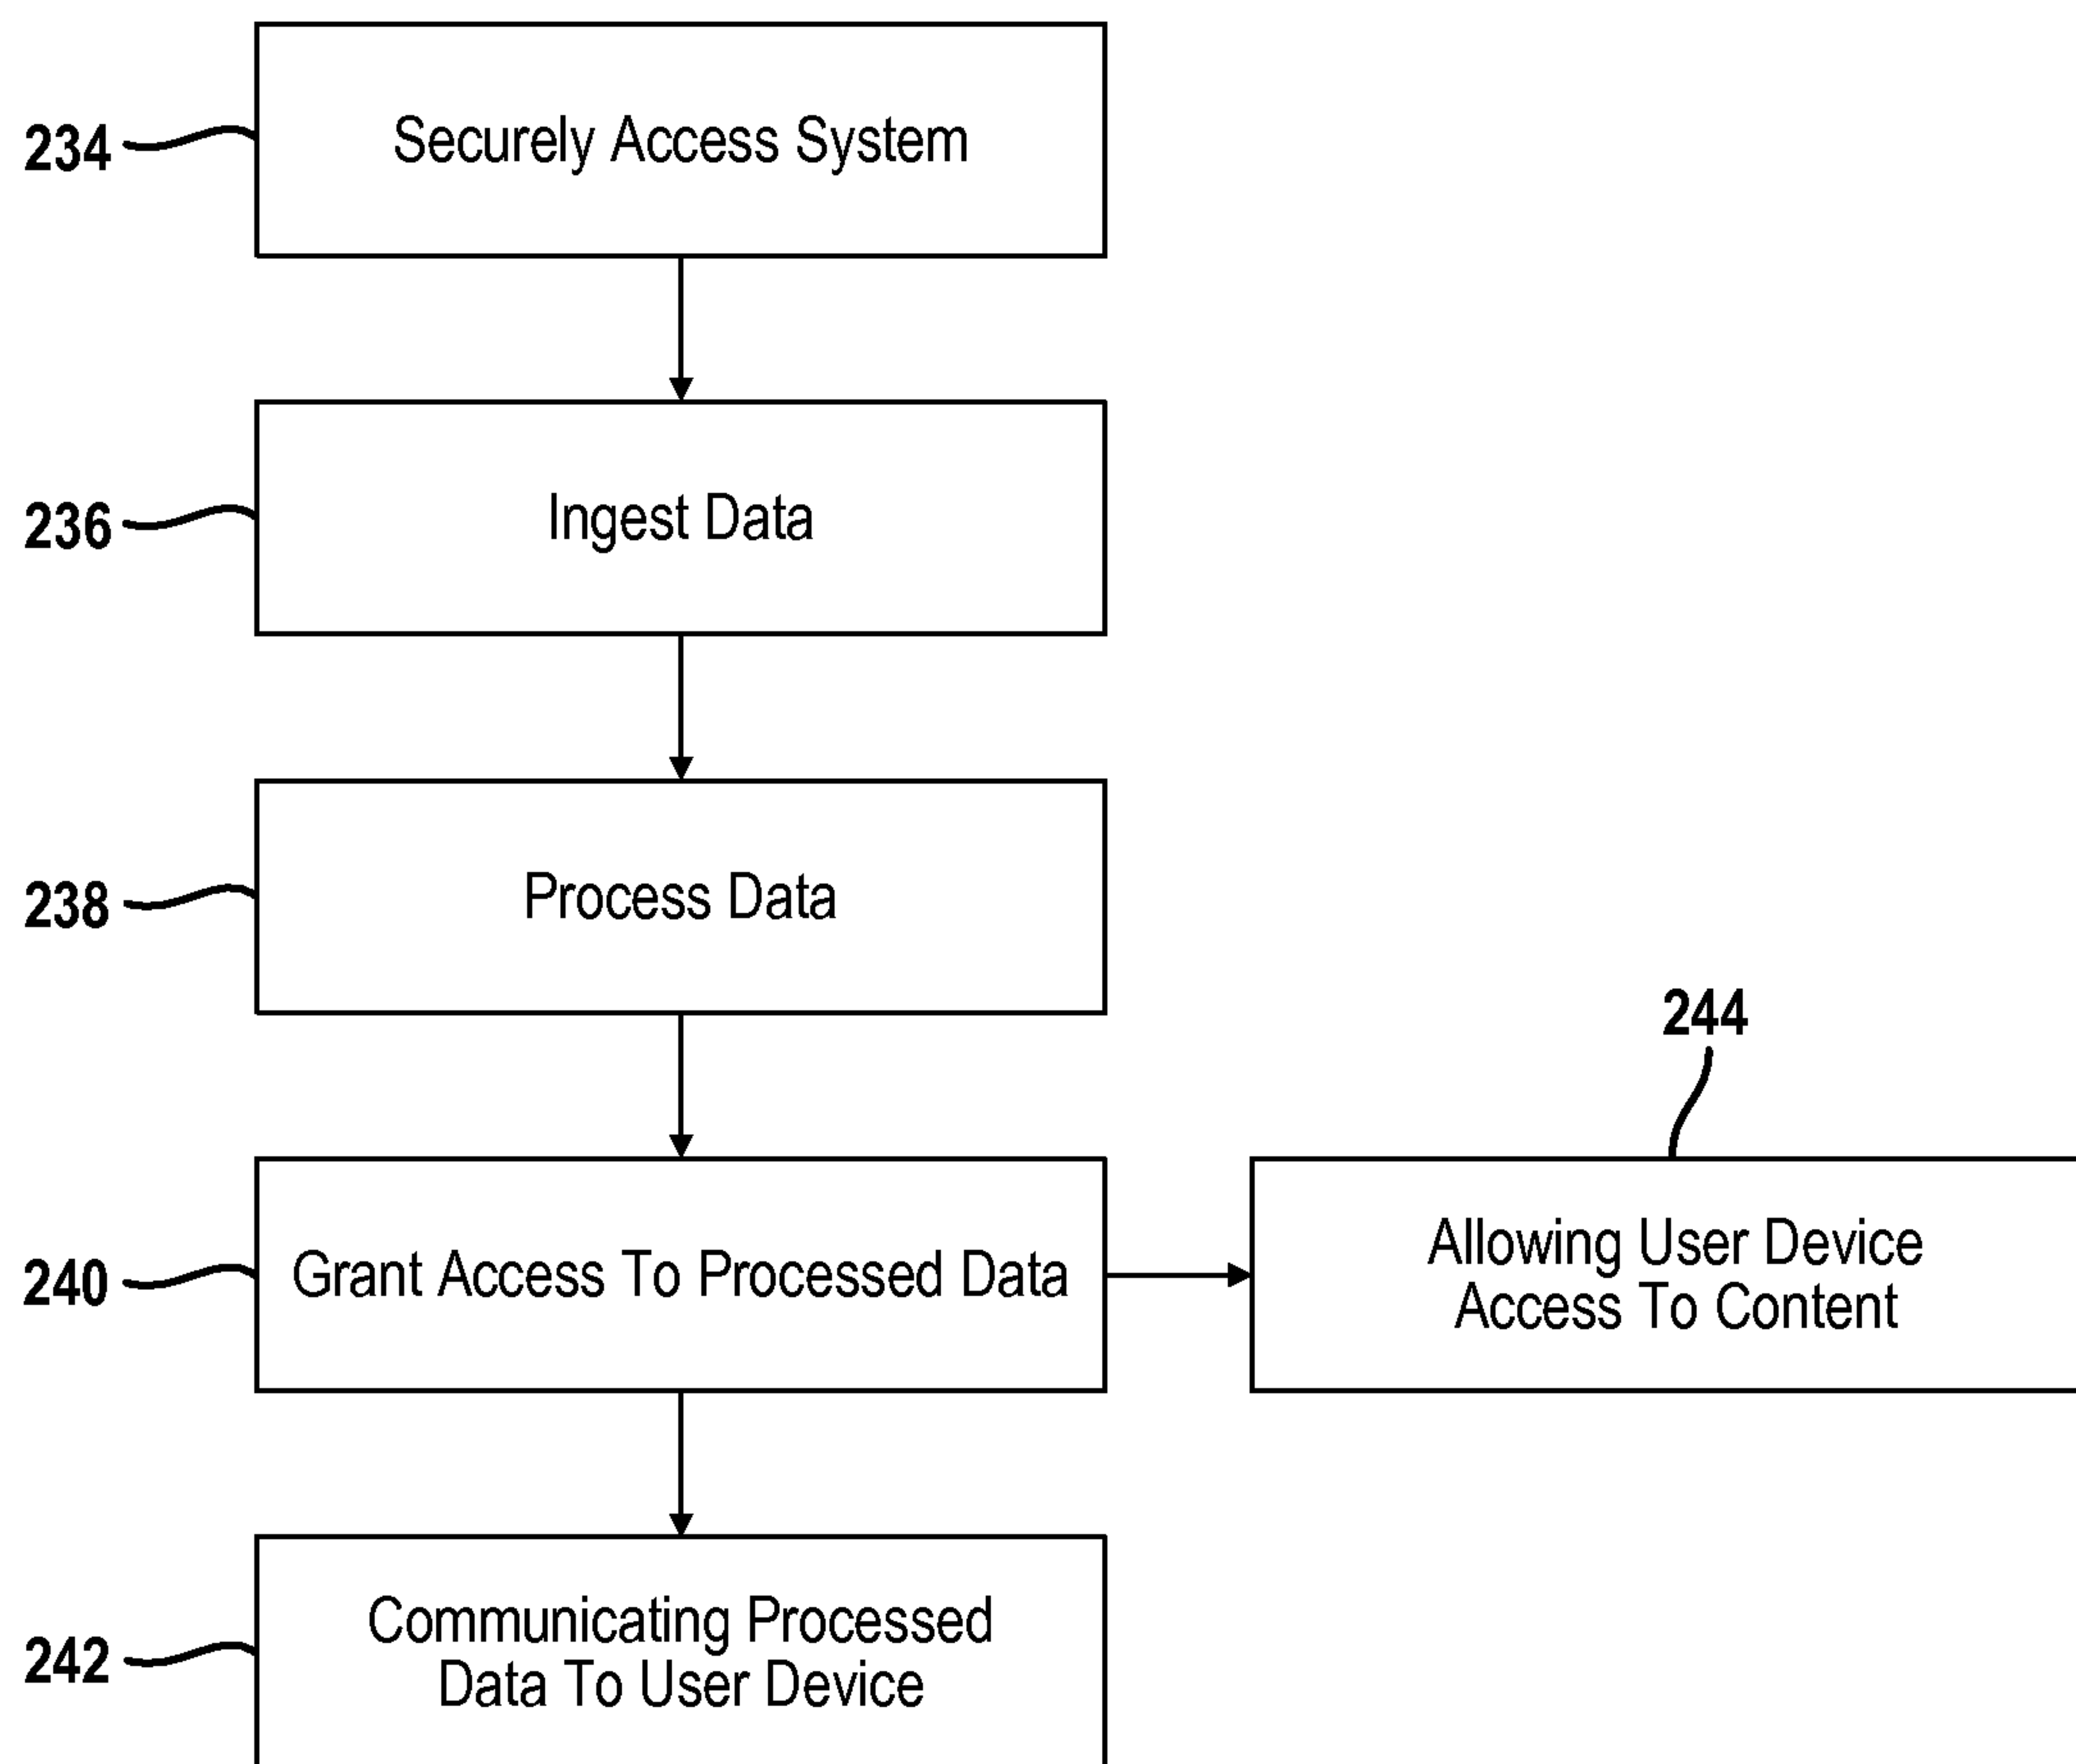 234
Securely Access System
236
Ingest Data
238
Process Data
244
240
Grant Access To Processed Data
Allowing User Device
Access To Content
242
Communicating Processed
Data To User Device